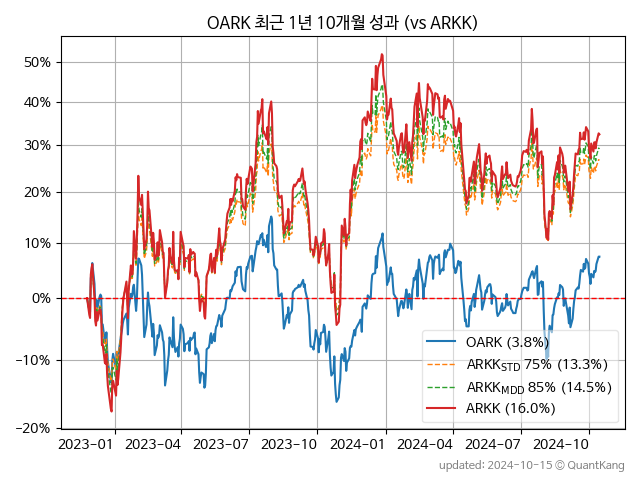 OARK 최근 1년 10개월 성과 (vs ARKK)
50%
40%
30%
20%
10%
0%
−10%
−20%
OARK (3.8%)
ARKK_STD 75% (13.3%)
ARKK_MDD 85% (14.5%)
ARKK (16.0%)
2023−01 2023−04 2023−07 2023−10 2024−01 2024−04 2024−07 2024−10
updated: 2024-10-15 © QuantKang